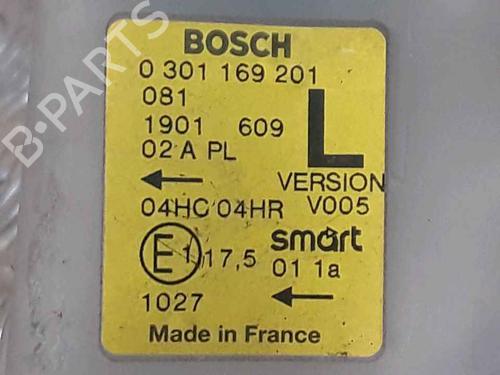 BOSCH
0 301 169 201
081
1901 609
02 A PL
L
VERSION
04HC 04HR V005
E1 17,5 smart
01 1a
1027
Made in France
B-PARTS